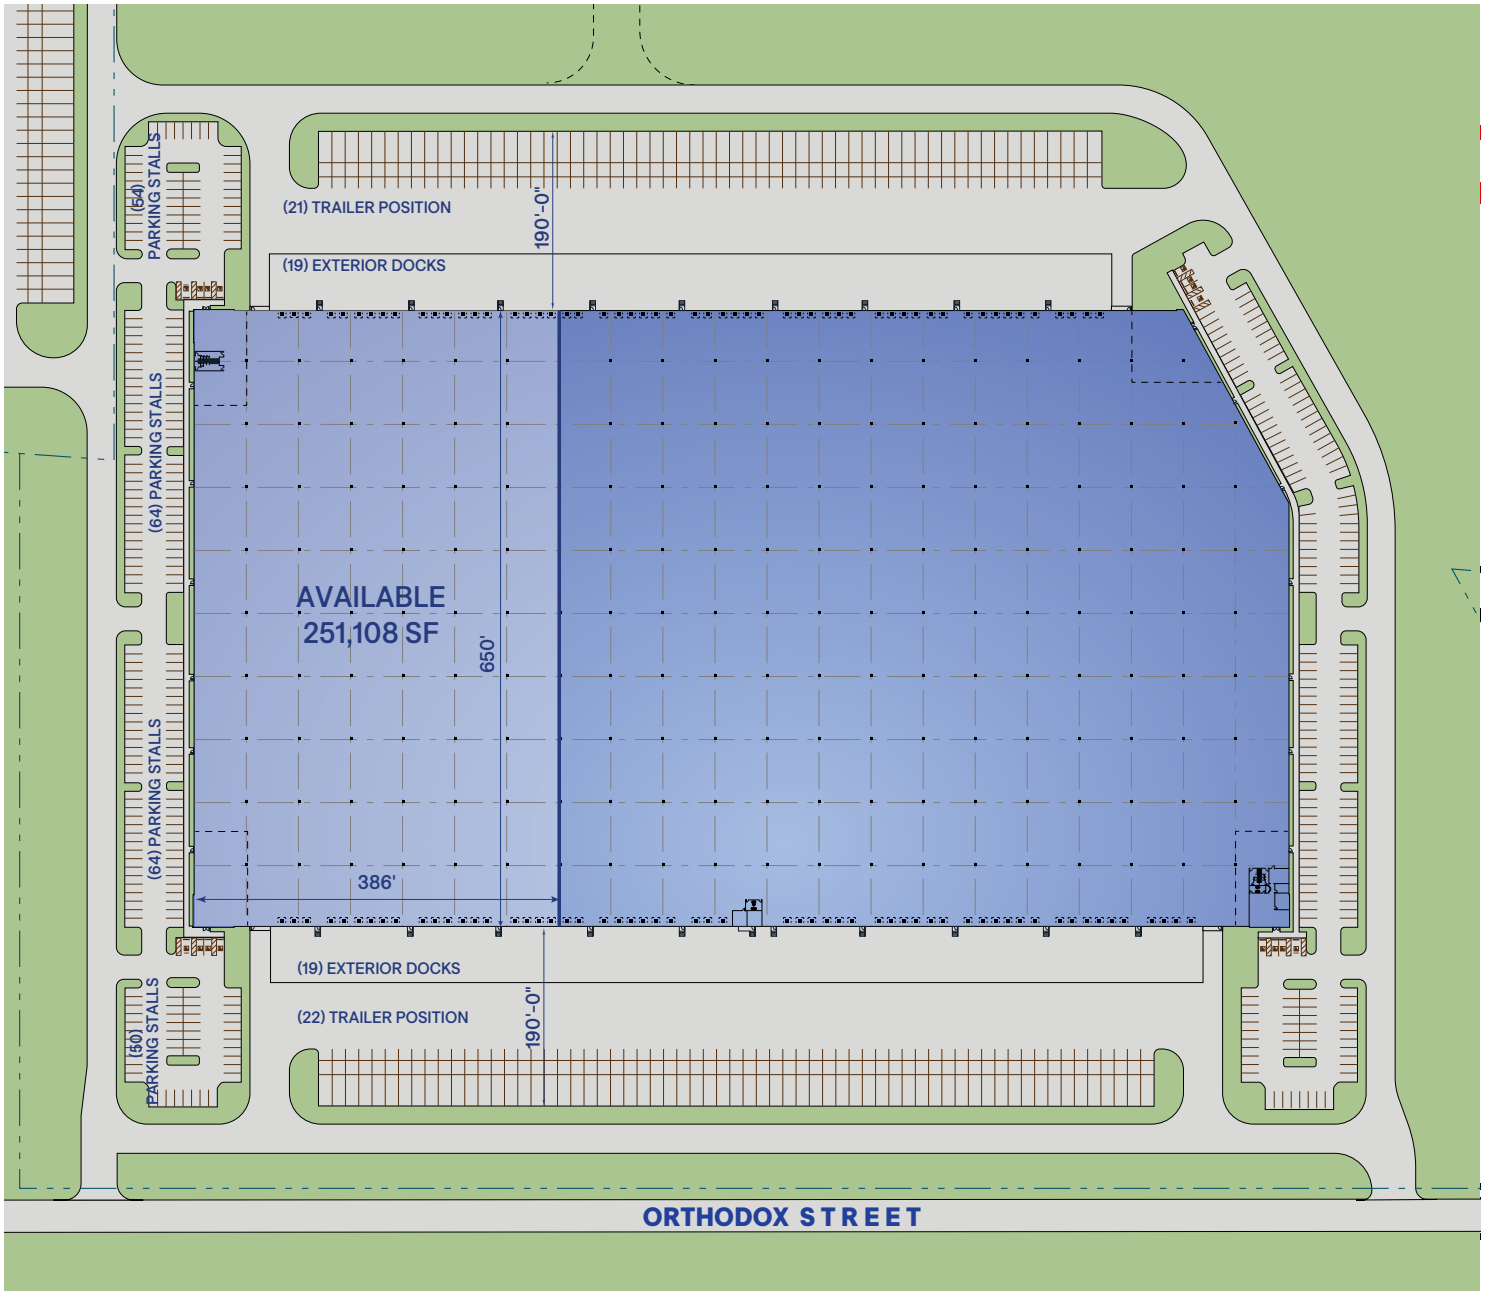 (54)
PARKING STALLS
(21) TRAILER POSITION
190'-0"
(19) EXTERIOR DOCKS
(64) PARKING STALLS
AVAILABLE
251,108 SF
650'
(64) PARKING STALLS
386'
(19) EXTERIOR DOCKS
(22) TRAILER POSITION
190'-0"
(50)
PARKING STALLS
ORTHODOX STREET